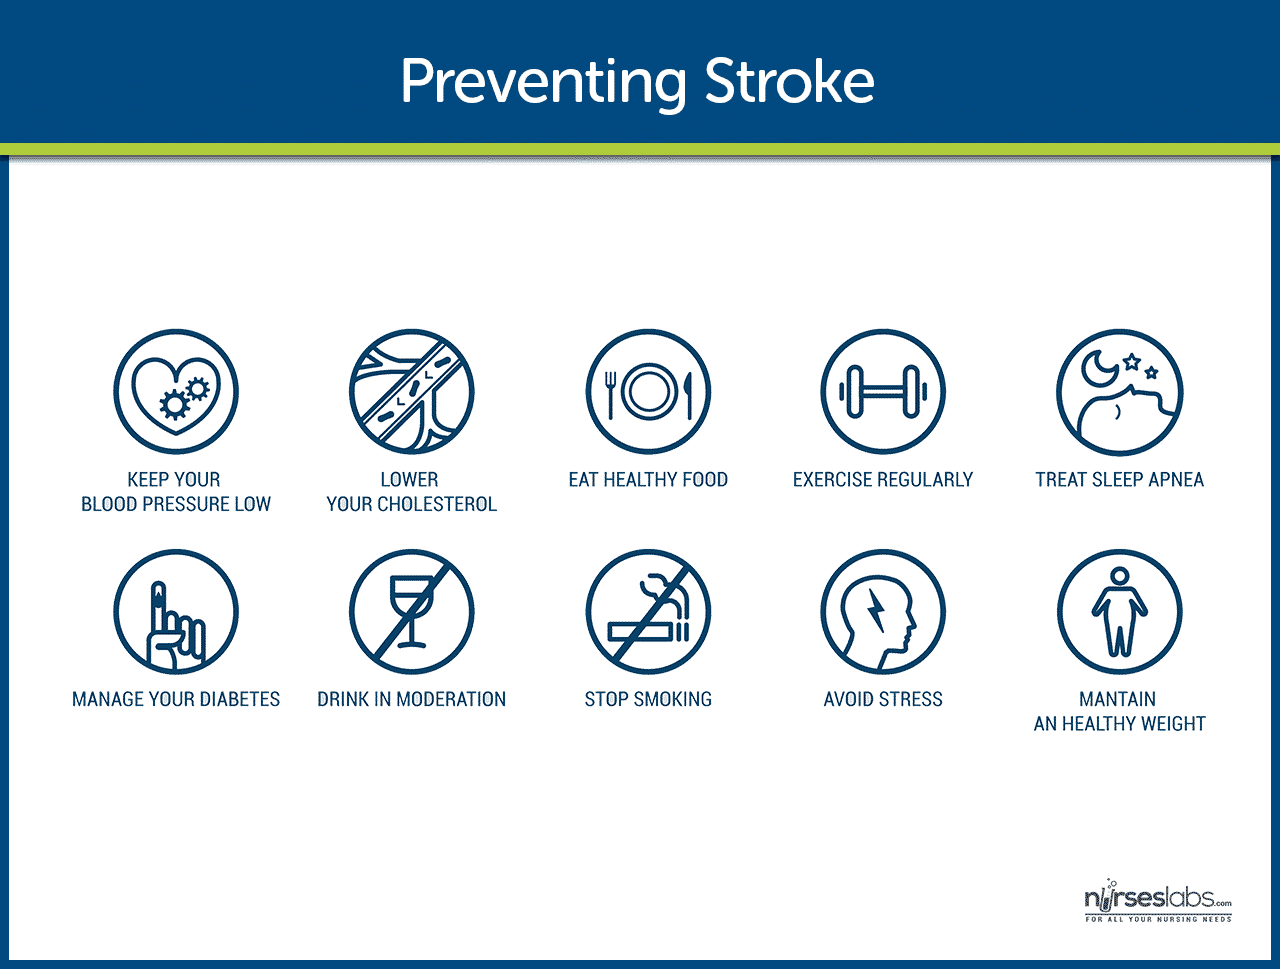 Preventing Stroke
KEEP YOUR
BLOOD PRESSURE LOW
LOWER
YOUR CHOLESTEROL
EAT HEALTHY FOOD
EXERCISE REGULARLY
TREAT SLEEP APNEA
MANAGE YOUR DIABETES
DRINK IN MODERATION
STOP SMOKING
AVOID STRESS
MANTAIN
AN HEALTHY WEIGHT
nurseslabs.com
FOR ALL YOUR NURSING NEEDS